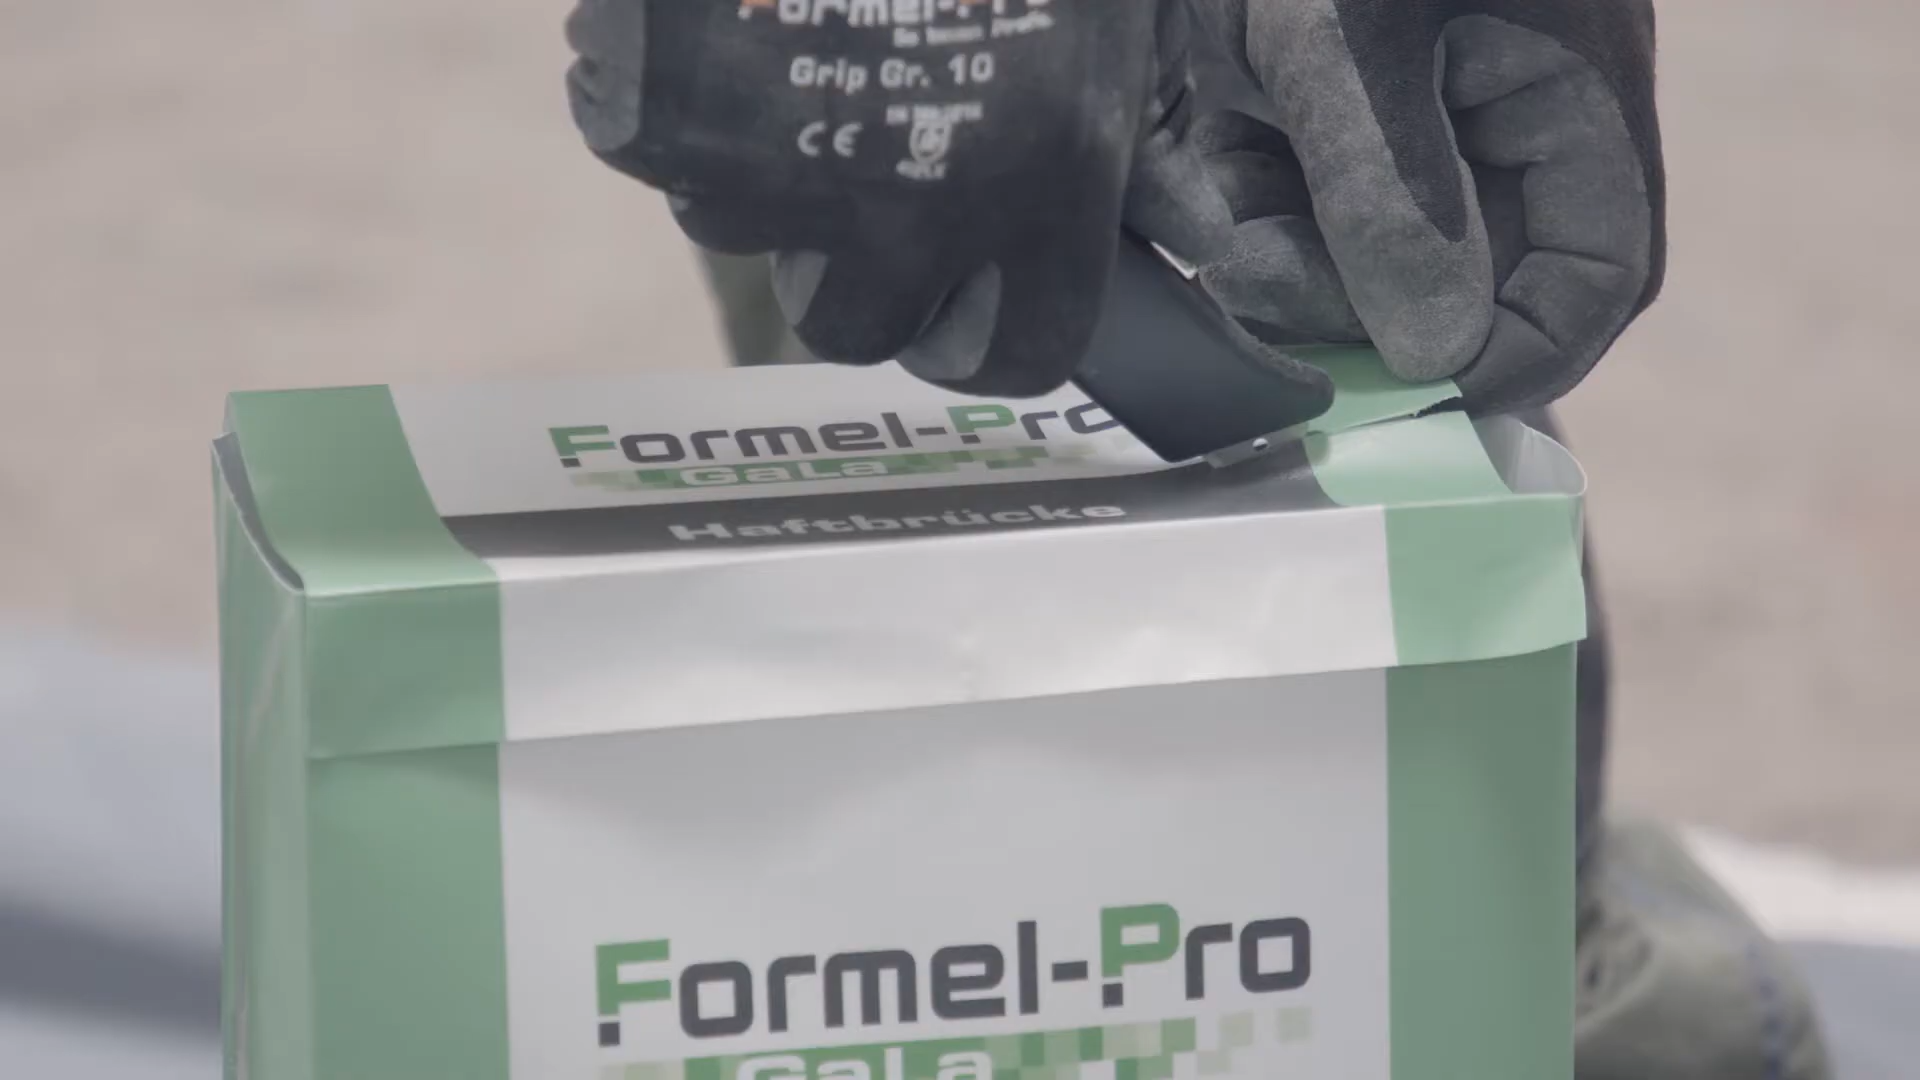 Formel-Pro
Grip Gr. 10
CE
Formel-Pro
GaLa
Haftbrücke
Formel-Pro
GaLa